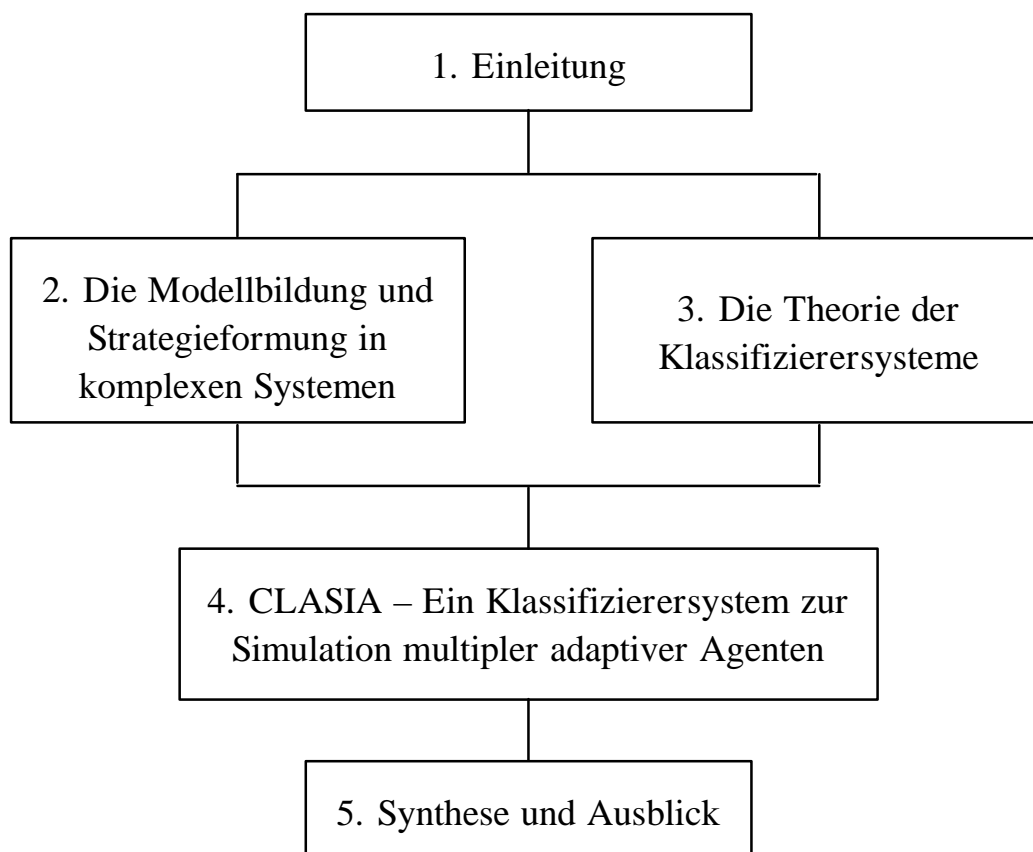 1. Einleitung
2. Die Modellbildung und
Strategieformung in
komplexen Systemen
3. Die Theorie der
Klassifizierersysteme
4. CLASIA – Ein Klassifizierersystem zur
Simulation multipler adaptiver Agenten
5. Synthese und Ausblick